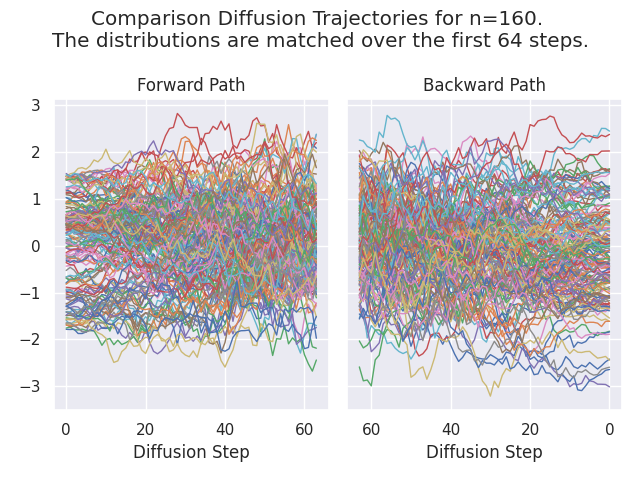 Comparison Diffusion Trajectories for n=160.
The distributions are matched over the first 64 steps.
Forward Path
Backward Path
3
2
1
0
−1
−2
−3
0 20 40 60
60 40 20 0
Diffusion Step
Diffusion Step